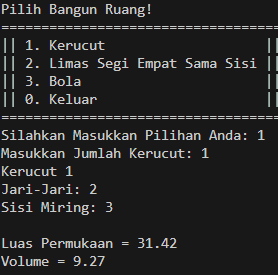 Pilih Bangun Ruang!
==================================
|| 1. Kerucut                   ||
|| 2. Limas Segi Empat Sama Sisi ||
|| 3. Bola                      ||
|| 0. Keluar                    ||
==================================
Silahkan Masukkan Pilihan Anda: 1
Masukkan Jumlah Kerucut: 1
Kerucut 1
Jari-Jari: 2
Sisi Miring: 3
Luas Permukaan = 31.42
Volume = 9.27